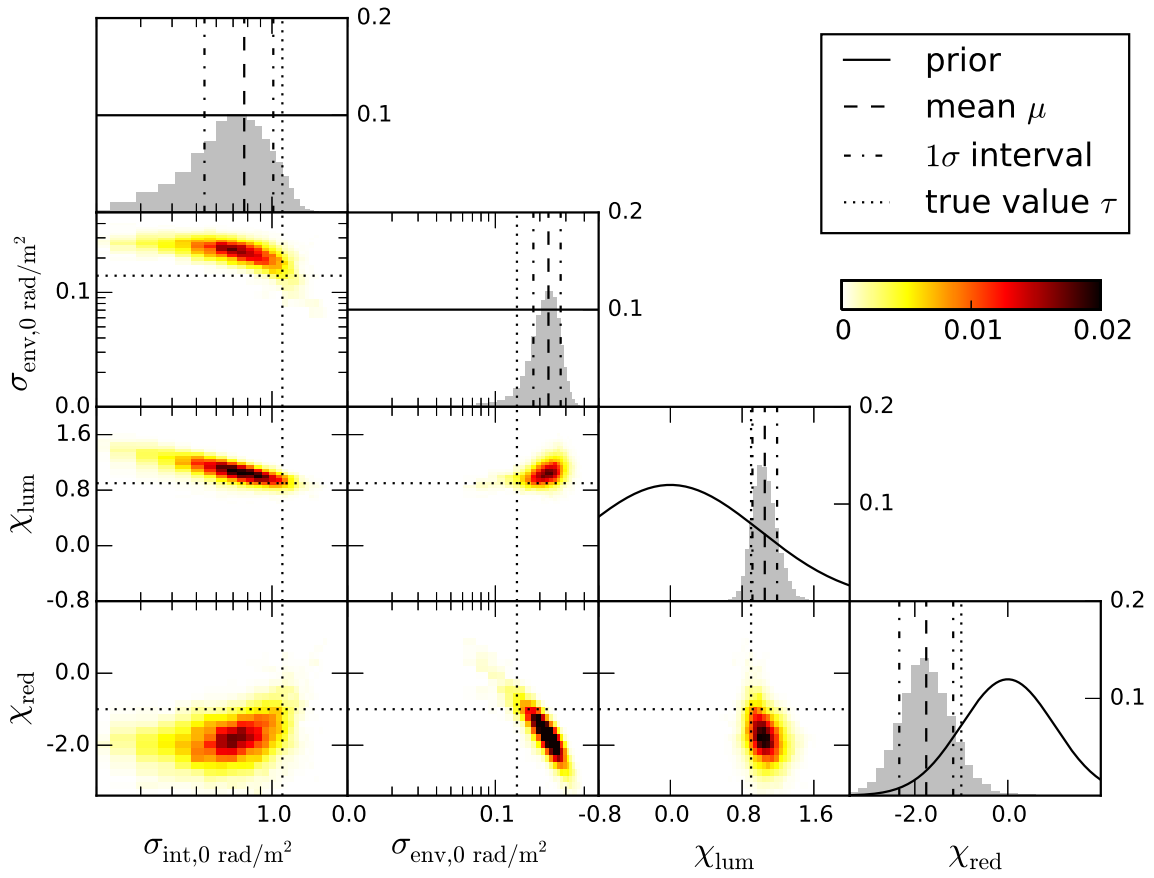 0.2
0.1
prior
mean μ
1σ interval
true value τ
0 0.01 0.02
σenv,0 rad/m²
0.1
0.0
0.2
0.1
χlum
1.6
0.8
0.0
-0.8
0.2
0.1
χred
0.0
-2.0
0.2
0.1
1.0 0.0 0.1 -0.8 0.0 0.8 1.6 -2.0 0.0
σint,0 rad/m² σenv,0 rad/m² χlum χred